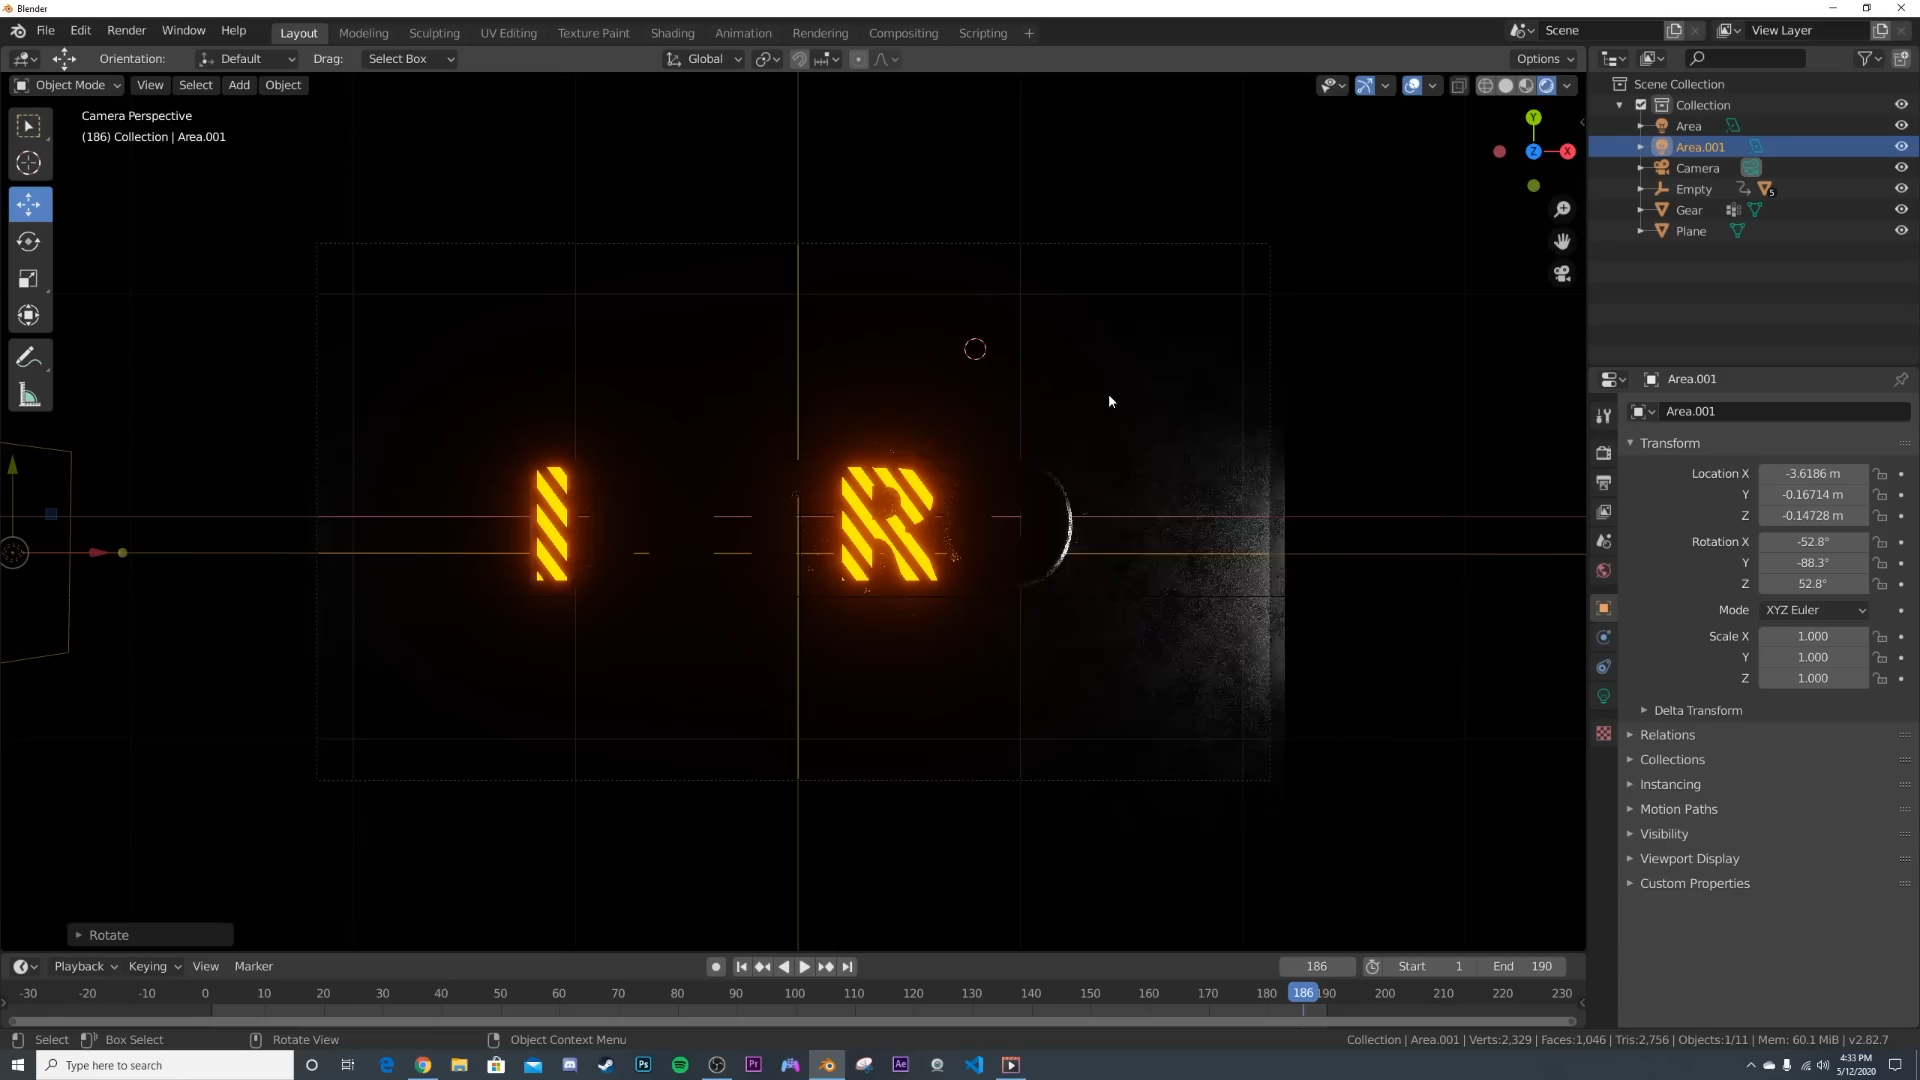 Blender
File Edit Render Window Help Layout Modeling Sculpting UV Editing Texture Paint Shading Animation Rendering Compositing Scripting + Scene View Layer
Orientation: Default Drag: Select Box Global Options
Object Mode View Select Add Object
Camera Perspective
(186) Collection | Area.001
Y
Z X
I R
Rotate
Scene Collection
Collection
Area
Area.001
Camera
Empty 5
Gear
Plane
Area.001
Area.001
Transform
Location X -3.6186 m
Y -0.16714 m
Z -0.14728 m
Rotation X -52.8°
Y -88.3°
Z 52.8°
Mode XYZ Euler
Scale X 1.000
Y 1.000
Z 1.000
Delta Transform
Relations
Collections
Instancing
Motion Paths
Visibility
Viewport Display
Custom Properties
Playback Keying View Marker 186 Start 1 End 190
-30 -20 -10 0 10 20 30 40 50 60 70 80 90 100 110 120 130 140 150 160 170 180 186 190 200 210 220 230
Select Box Select Rotate View Object Context Menu Collection | Area.001 | Verts:2,329 | Faces:1,046 | Tris:2,756 | Objects:1/11 | Mem: 60.1 MiB | v2.82.7
Type here to search Ps Pr Ae 4:33 PM
5/12/2020